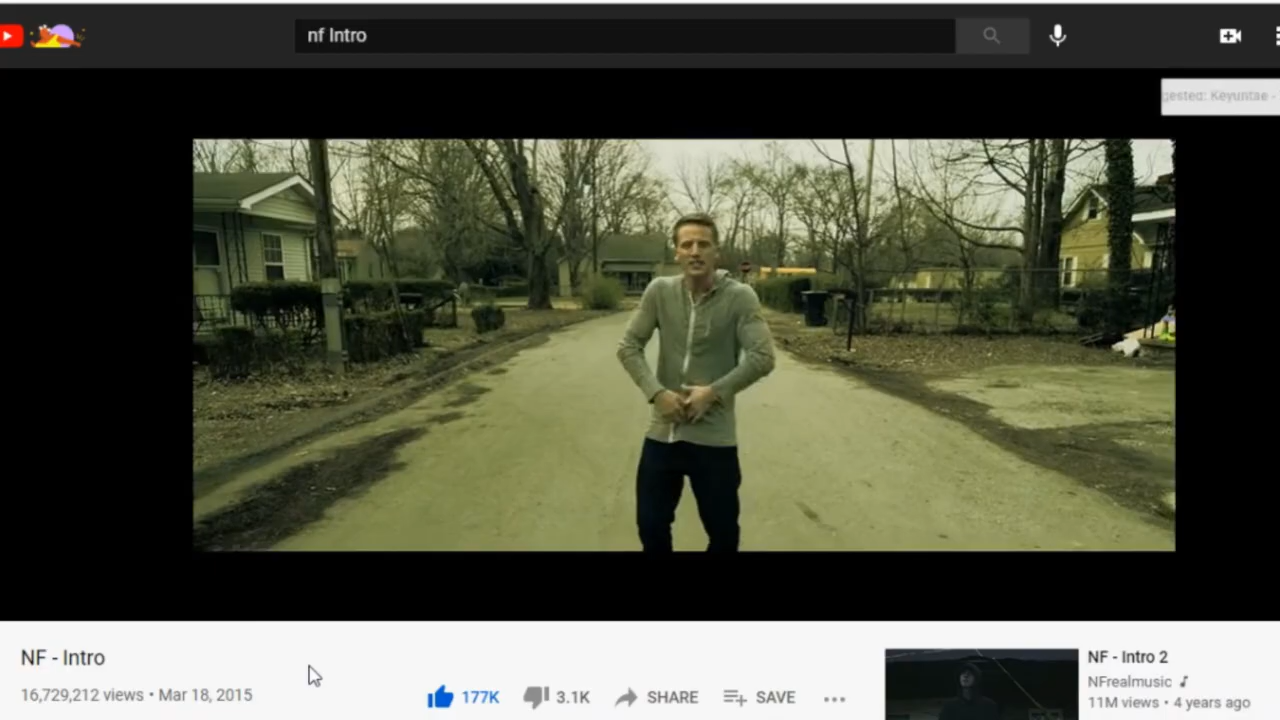 nf Intro
gested: Keyuntae -
NF - Intro
16,729,212 views • Mar 18, 2015
177K
3.1K
SHARE
SAVE
NF - Intro 2
NFrealmusic
11M views • 4 years ago